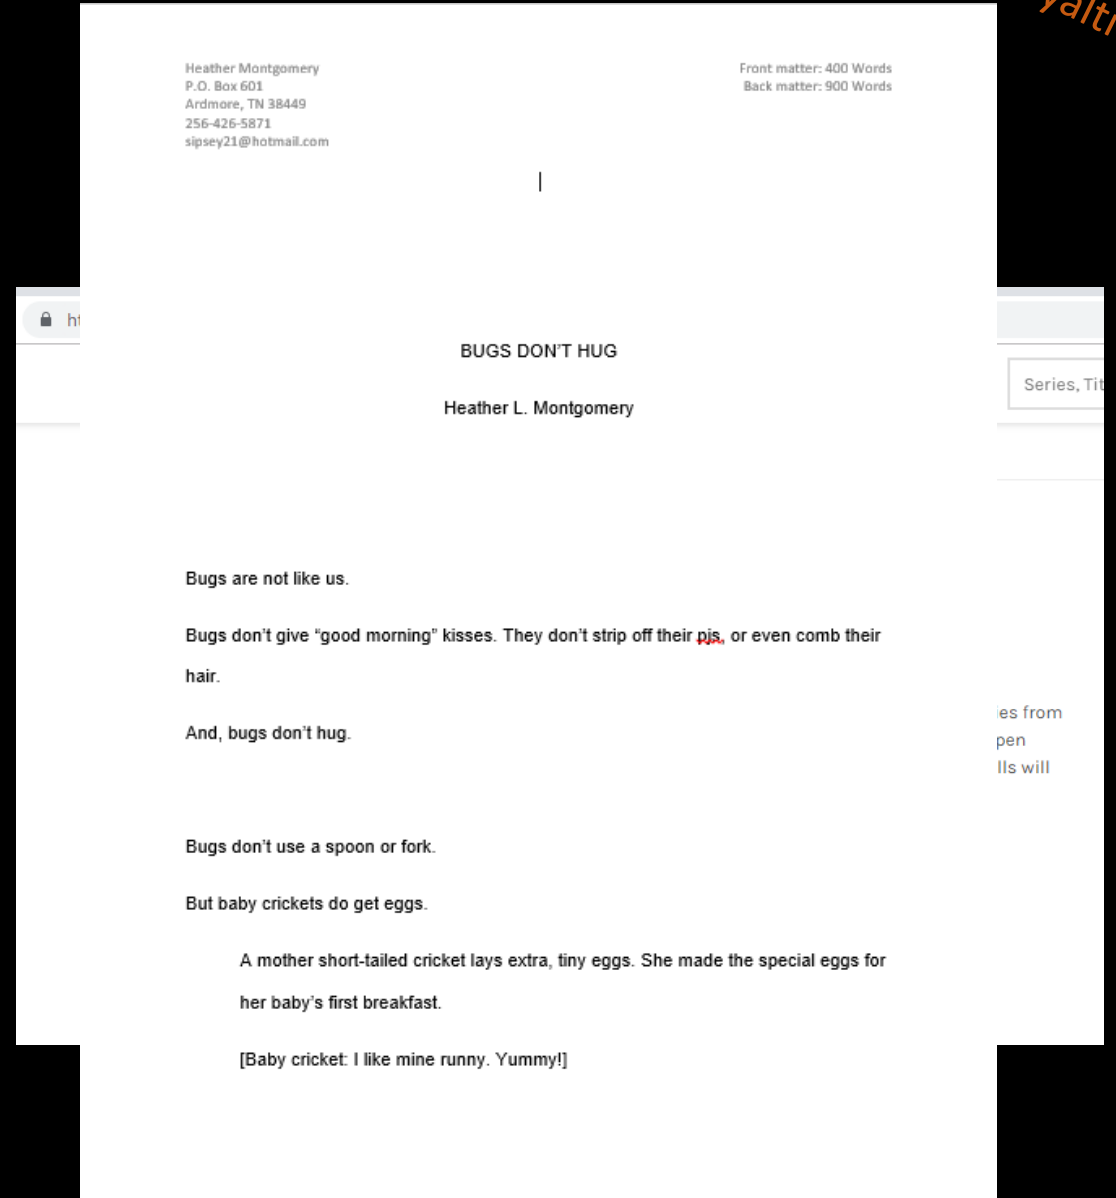 Heather Montgomery
P.O. Box 601
Ardmore, TN 38449
256-426-5871
sipsey21@hotmail.com
Front matter: 400 Words
Back matter: 900 Words
BUGS DON'T HUG
Heather L. Montgomery
Bugs are not like us.
Bugs don't give “good morning” kisses. They don't strip off their pjs, or even comb their
hair.
And, bugs don't hug.
Bugs don't use a spoon or fork.
But baby crickets do get eggs.
A mother short-tailed cricket lays extra, tiny eggs. She made the special eggs for
her baby's first breakfast.
[Baby cricket: I like mine runny. Yummy!]
Series, Tit
es from
pen
lls will